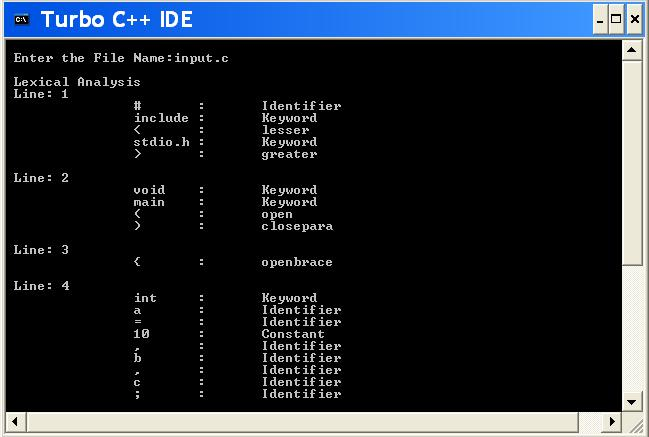 Turbo C++ IDE
Enter the File Name:input.c
Lexical Analysis
Line: 1
# : Identifier
include : Keyword
< : lesser
stdio.h : Keyword
> : greater
Line: 2
void : Keyword
main : Keyword
( : open
) : closepara
Line: 3
{ : openbrace
Line: 4
int : Keyword
a : Identifier
= : Identifier
10 : Constant
, : Identifier
b : Identifier
, : Identifier
c : Identifier
; : Identifier